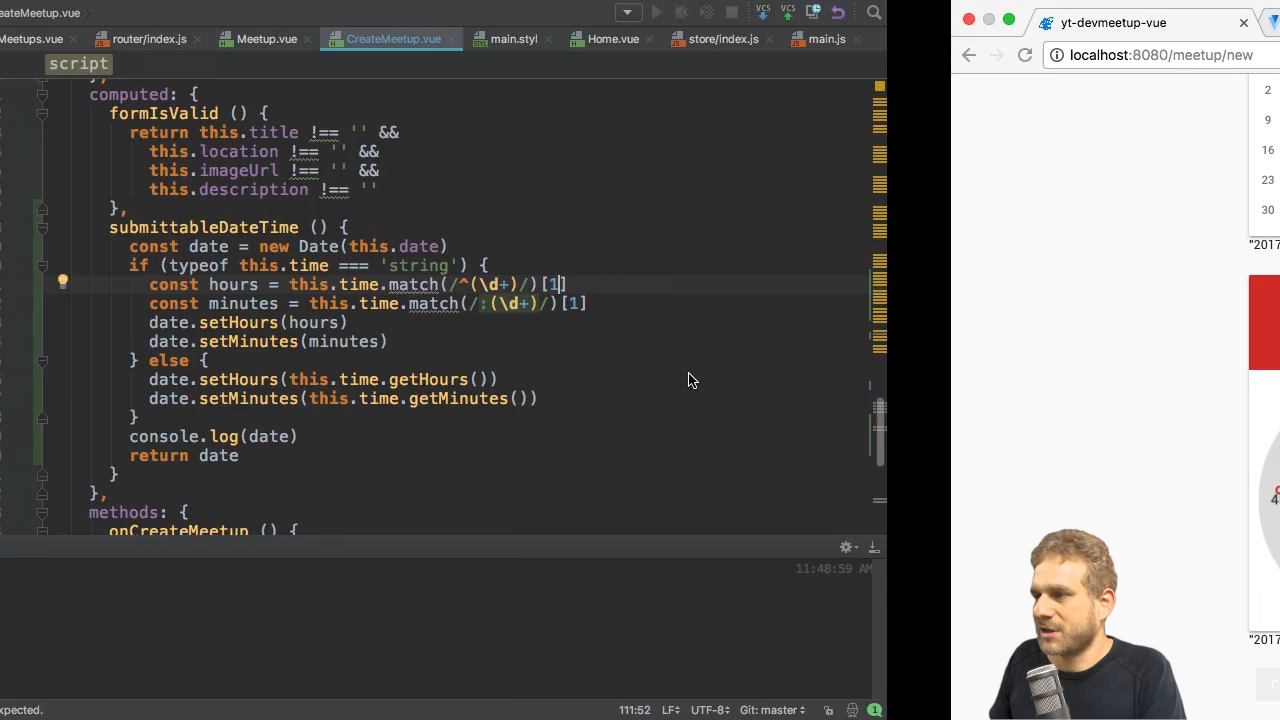 eateMeetup.vue
Meetups.vue
router/index.js
Meetup.vue
CreateMeetup.vue
main.styl
Home.vue
store/index.js
main.js
VCS VCS
script
},
computed: {
formIsValid () {
return this.title !== '' &&
this.location !== '' &&
this.imageUrl !== '' &&
this.description !== ''
},
submittableDateTime () {
const date = new Date(this.date)
if (typeof this.time === 'string') {
const hours = this.time.match(/^(\d+)/)[1]
const minutes = this.time.match(/:(\d+)/)[1]
date.setHours(hours)
date.setMinutes(minutes)
} else {
date.setHours(this.time.getHours())
date.setMinutes(this.time.getMinutes())
}
console.log(date)
return date
}
},
methods: {
onCreateMeetup () {
11:48:59 AM
xpected.
111:52 LF÷ UTF-8÷ Git: master÷
1
yt-devmeetup-vue
localhost:8080/meetup/new
2
9
16
23
30
"2017
"2017